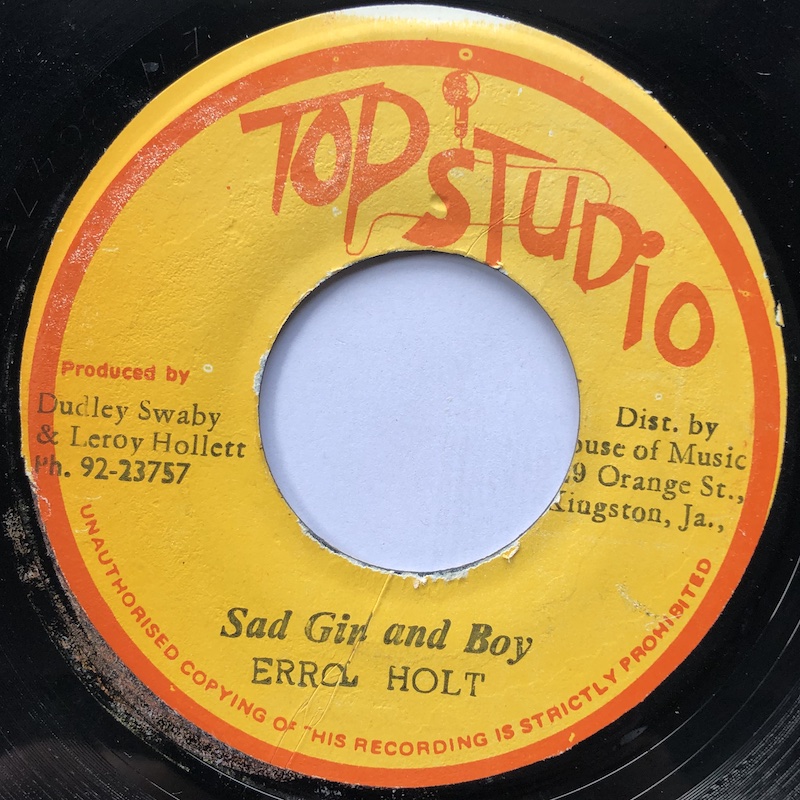 TOP STUDIO
Produced by
Dudley Swaby
& Leroy Hollett
Ph. 92-23757
Dist. by
ouse of Music
9 Orange St.,
Kingston, Ja.,
Sad Girl and Boy
ERROL HOLT
UNAUTHORISED COPYING OF THIS RECORDING IS STRICTLY PROHIBITED